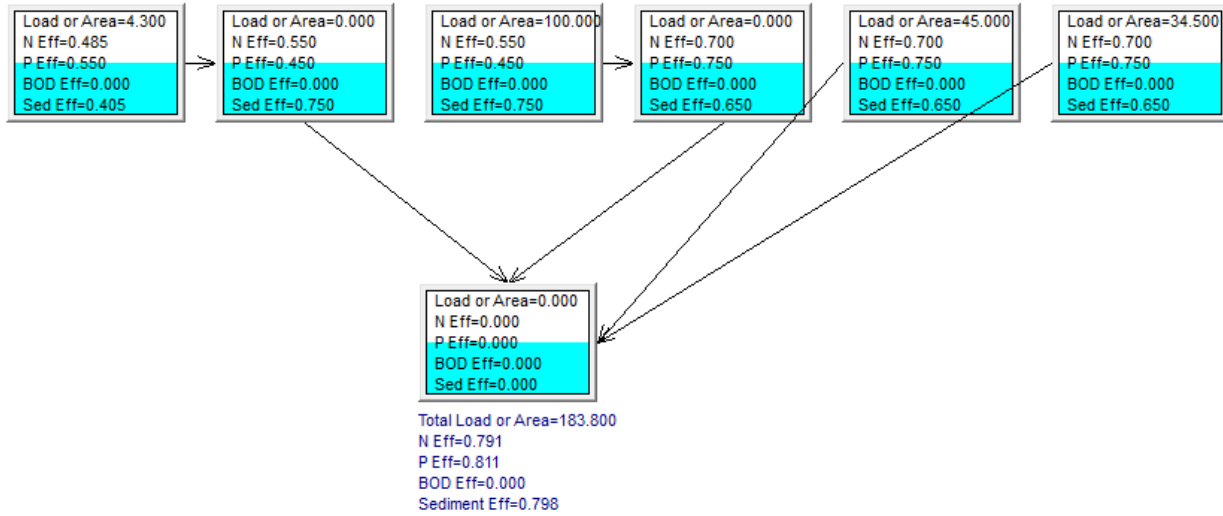 Load or Area=4.300
N Eff=0.485
P Eff=0.550
BOD Eff=0.000
Sed Eff=0.405
Load or Area=0.000
N Eff=0.550
P Eff=0.450
BOD Eff=0.000
Sed Eff=0.750
Load or Area=100.000
N Eff=0.550
P Eff=0.450
BOD Eff=0.000
Sed Eff=0.750
Load or Area=0.000
N Eff=0.700
P Eff=0.750
BOD Eff=0.000
Sed Eff=0.650
Load or Area=45.000
N Eff=0.700
P Eff=0.750
BOD Eff=0.000
Sed Eff=0.650
Load or Area=34.500
N Eff=0.700
P Eff=0.750
BOD Eff=0.000
Sed Eff=0.650
Load or Area=0.000
N Eff=0.000
P Eff=0.000
BOD Eff=0.000
Sed Eff=0.000
Total Load or Area=183.800
N Eff=0.791
P Eff=0.811
BOD Eff=0.000
Sediment Eff=0.798